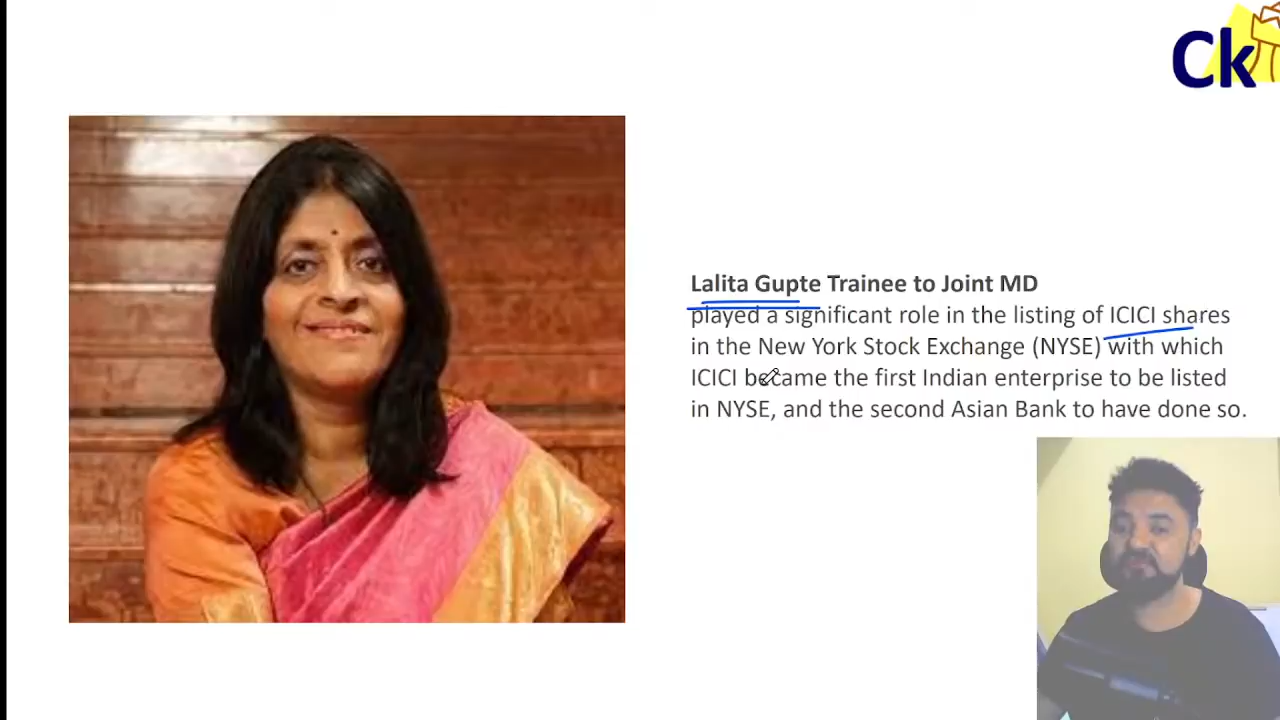 Ck
Lalita Gupte Trainee to Joint MD
played a significant role in the listing of ICICI shares
in the New York Stock Exchange (NYSE) with which
ICICI became the first Indian enterprise to be listed
in NYSE, and the second Asian Bank to have done so.